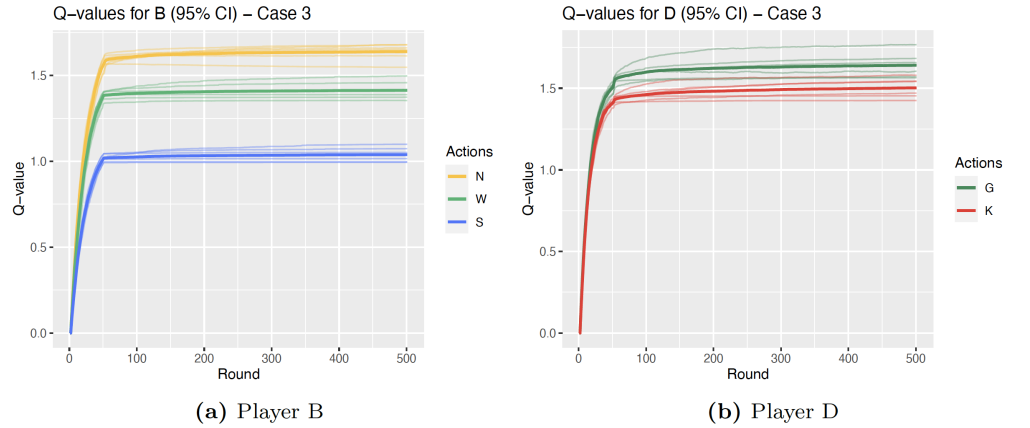 Q-values for B (95% CI) – Case 3
Q-value
1.5
1.0
0.5
0.0
0 100 200 300 400 500
Round
Actions
N
W
S
(a) Player B
Q-values for D (95% CI) – Case 3
Q-value
1.5
1.0
0.5
0.0
0 100 200 300 400 500
Round
Actions
G
K
(b) Player D